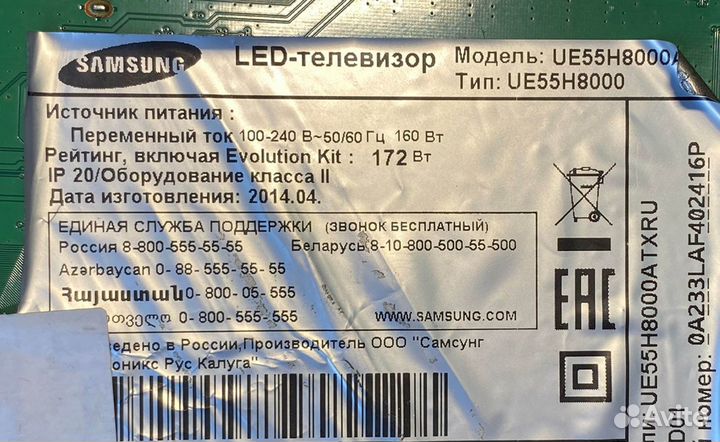 SAMSUNG
LED-телевизор
Модель: UE55H8000A
Тип: UE55H8000
Источник питания :
Переменный ток 100-240 В~50/60 Гц 160 Вт
Рейтинг, включая Evolution Kit : 172 Вт
IP 20/Оборудование класса II
Дата изготовления: 2014.04.
ЕДИНАЯ СЛУЖБА ПОДДЕРЖКИ (ЗВОНОК БЕСПЛАТНЫЙ)
Россия 8-800-555-55-55 Беларусь 8-10-800-500-55-500
Azərbaycan 0- 88- 555- 55- 55
Հայաստան 0- 800- 05- 555
რთველო 0- 800- 555- 555
WWW.SAMSUNG.COM
едено в России,Производитель ООО "Самсунг
оникс Рус Калуга"
EAC
UE55H8000ATXRU
номер: 0A233LAF402416P
Avito